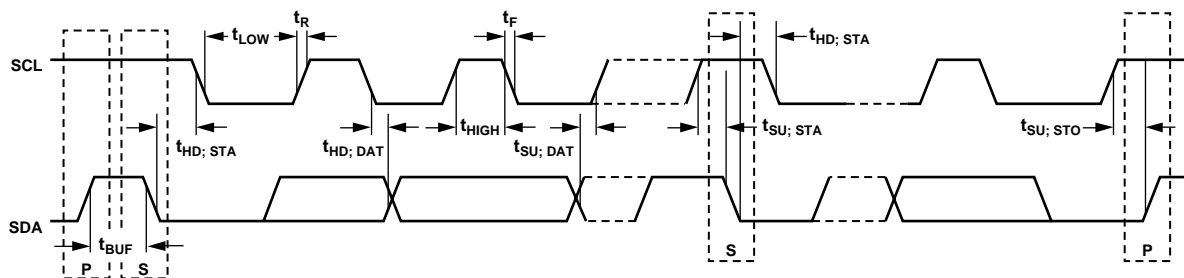 tR
tF
tLOW
tHD; STA
SCL
tHD; STA
tHD; DAT
tHIGH
tSU; DAT
tSU; STA
tSU; STO
SDA
tBUF
P
S
S
P